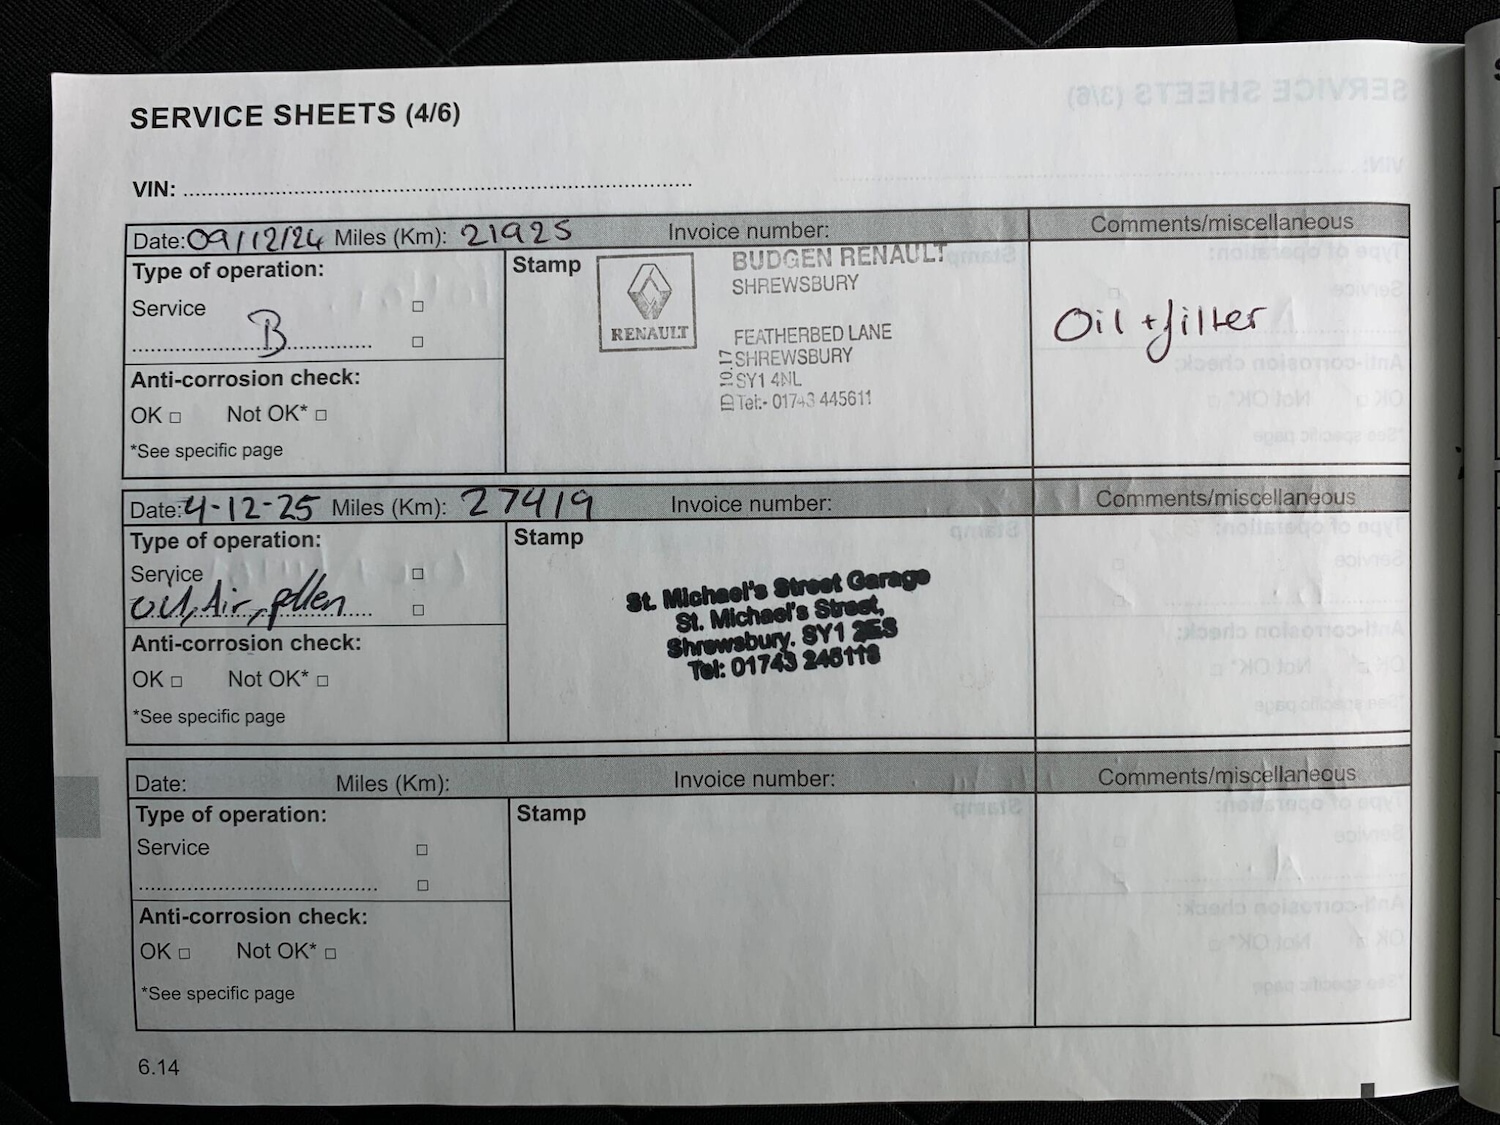 SERVICE SHEETS (4/6)
VIN:
Date: 09/12/24 Miles (Km): 21925 Invoice number: Comments/miscellaneous
Type of operation:
Service
B
Anti-corrosion check:
OK □ Not OK* □
*See specific page
Stamp
RENAULT
BUDGEN RENAULT
SHREWSBURY
FEATHERBED LANE
SHREWSBURY
SY1 4NL
Tel:- 01743 445611
Oil + filter
Date: 4-12-25 Miles (Km): 27419 Invoice number: Comments/miscellaneous
Type of operation:
Service
Oil, Air, pllen
Anti-corrosion check:
OK □ Not OK* □
*See specific page
Stamp
St. Michael's Street Garage
St. Michael's Street,
Shrewsbury. SY1 2ES
Tel: 01743 246118
Date: Miles (Km): Invoice number: Comments/miscellaneous
Type of operation:
Service
Anti-corrosion check:
OK □ Not OK* □
*See specific page
Stamp
6.14